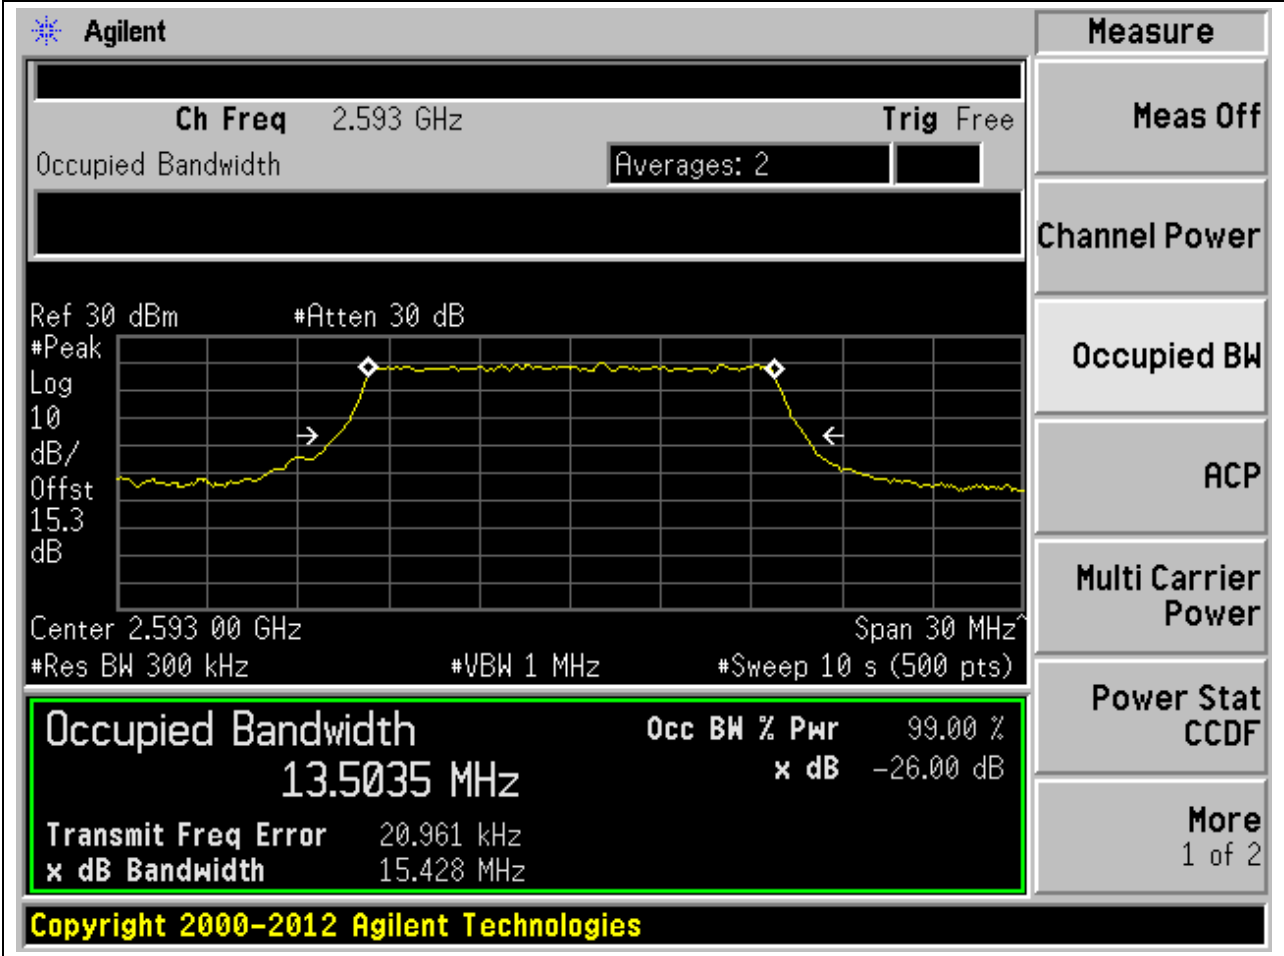 Agilent
Measure
Ch Freq 2.593 GHz Trig Free
Occupied Bandwidth Averages: 2
Ref 30 dBm #Atten 30 dB
#Peak
Log
10
dB/
Offst
15.3
dB
Center 2.593 00 GHz Span 30 MHz^
#Res BW 300 kHz #VBW 1 MHz #Sweep 10 s (500 pts)
Occupied Bandwidth Occ BW % Pwr 99.00 %
13.5035 MHz x dB -26.00 dB
Transmit Freq Error 20.961 kHz
x dB Bandwidth 15.428 MHz
Meas Off
Channel Power
Occupied BW
ACP
Multi Carrier
Power
Power Stat
CCDF
More
1 of 2
Copyright 2000-2012 Agilent Technologies